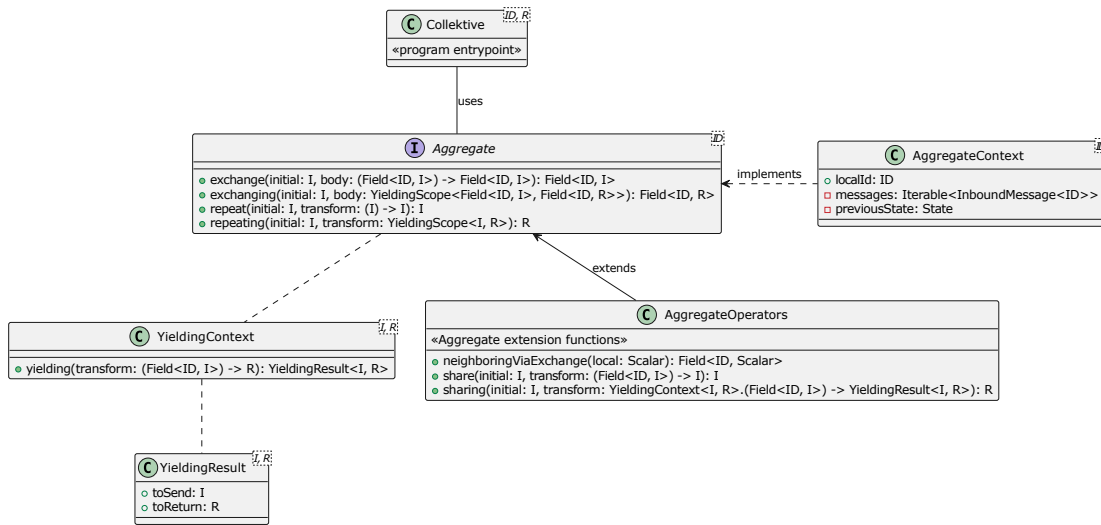 C Collektive ID, R
«program entrypoint»
uses
I Aggregate ID
exchange(initial: I, body: (Field<ID, I>) -> Field<ID, I>): Field<ID, I>
exchanging(initial: I, body: YieldingScope<Field<ID, I>, Field<ID, R>>): Field<ID, R>
repeat(initial: I, transform: (I) -> I): I
repeating(initial: I, transform: YieldingScope<I, R>): R
implements
C AggregateContext
localId: ID
messages: Iterable<InboundMessage<ID>>
previousState: State
extends
C YieldingContext I, R
yielding(transform: (Field<ID, I>) -> R): YieldingResult<I, R>
C AggregateOperators
«Aggregate extension functions»
neighboringViaExchange(local: Scalar): Field<ID, Scalar>
share(initial: I, transform: (Field<ID, I>) -> I): I
sharing(initial: I, transform: YieldingContext<I, R>.(Field<ID, I>) -> YieldingResult<I, R>): R
C YieldingResult I, R
toSend: I
toReturn: R